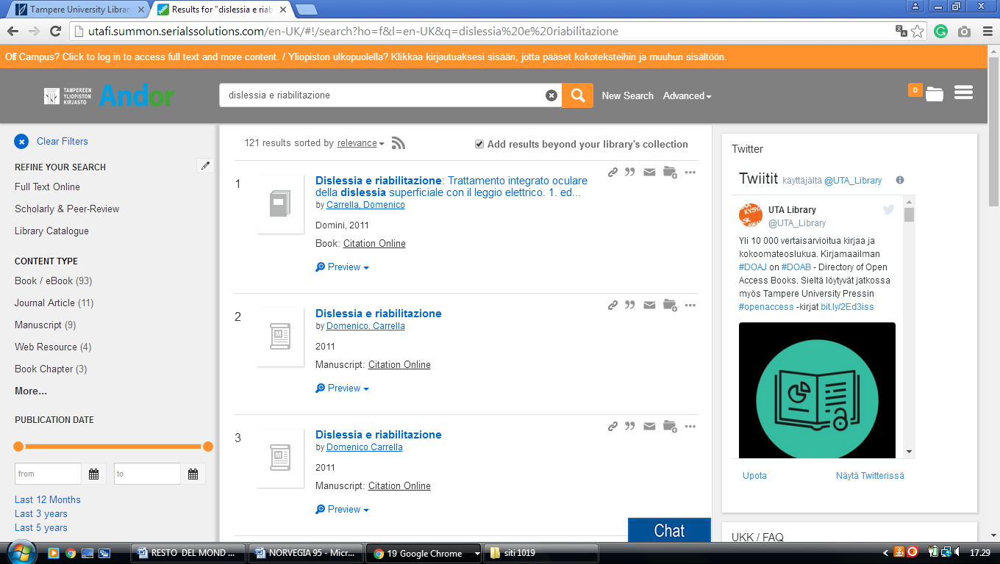 Tampere University Library
Results for "dislessia e riab
utafi.summon.serialssolutions.com/en-UK/#!/search?ho=f&l=en-UK&q=dislessia%20e%20riabilitazione
Off Campus? Click to log in to access full text and more content. / Yliopiston ulkopuolella? Klikkaa kirjautuaksesi sisään, jotta pääset kokoteksteihin ja muuhun sisältöön.
TAMPEREEN
YLIOPISTON
KIRJASTO
Andor
dislessia e riabilitazione
New Search
Advanced
0
Clear Filters
REFINE YOUR SEARCH
Full Text Online
Scholarly & Peer-Review
Library Catalogue
CONTENT TYPE
Book / eBook (93)
Journal Article (11)
Manuscript (9)
Web Resource (4)
Book Chapter (3)
More...
PUBLICATION DATE
from
to
Last 12 Months
Last 3 years
Last 5 years
121 results sorted by relevance
Add results beyond your library's collection
1
Dislessia e riabilitazione: Trattamento integrato oculare
della dislessia superficiale con il leggio elettrico. 1. ed...
by Carrella, Domenico
Domini, 2011
Book: Citation Online
Preview
2
Dislessia e riabilitazione
by Domenico. Carrella
2011
Manuscript: Citation Online
Preview
3
Dislessia e riabilitazione
by Domenico Carrella
2011
Manuscript: Citation Online
Preview
Chat
Twitter
Twiitit käyttäjältä @UTA_Library
KYSY
UTA Library
@UTA_Library
Yli 10 000 vertaisarvioitua kirjaa ja
kokoomateoslukua. Kirjamaailman
#DOAJ on #DOAB - Directory of Open
Access Books. Sieltä löytyvät jatkossa
myös Tampere University Pressin
#openaccess -kirjat bit.ly/2Ed3iss
Upota
Näytä Twitterissä
UKK / FAQ
RESTO DEL MOND ...
NORVEGIA 95 - Micr...
19 Google Chrome
siti 1019
17.29